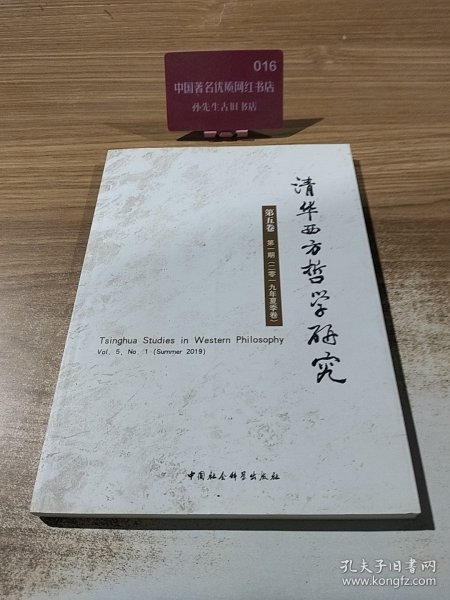 016
中国著名优质网红书店
孙先生古旧书店
清华西方哲学研究
第五卷 第一期(二零一九年夏季卷)
Tsinghua Studies in Western Philosophy
Vol. 5, No. 1 (Summer 2019)
中国社会科学出版社
孔夫子旧书网
www.kongfz.com